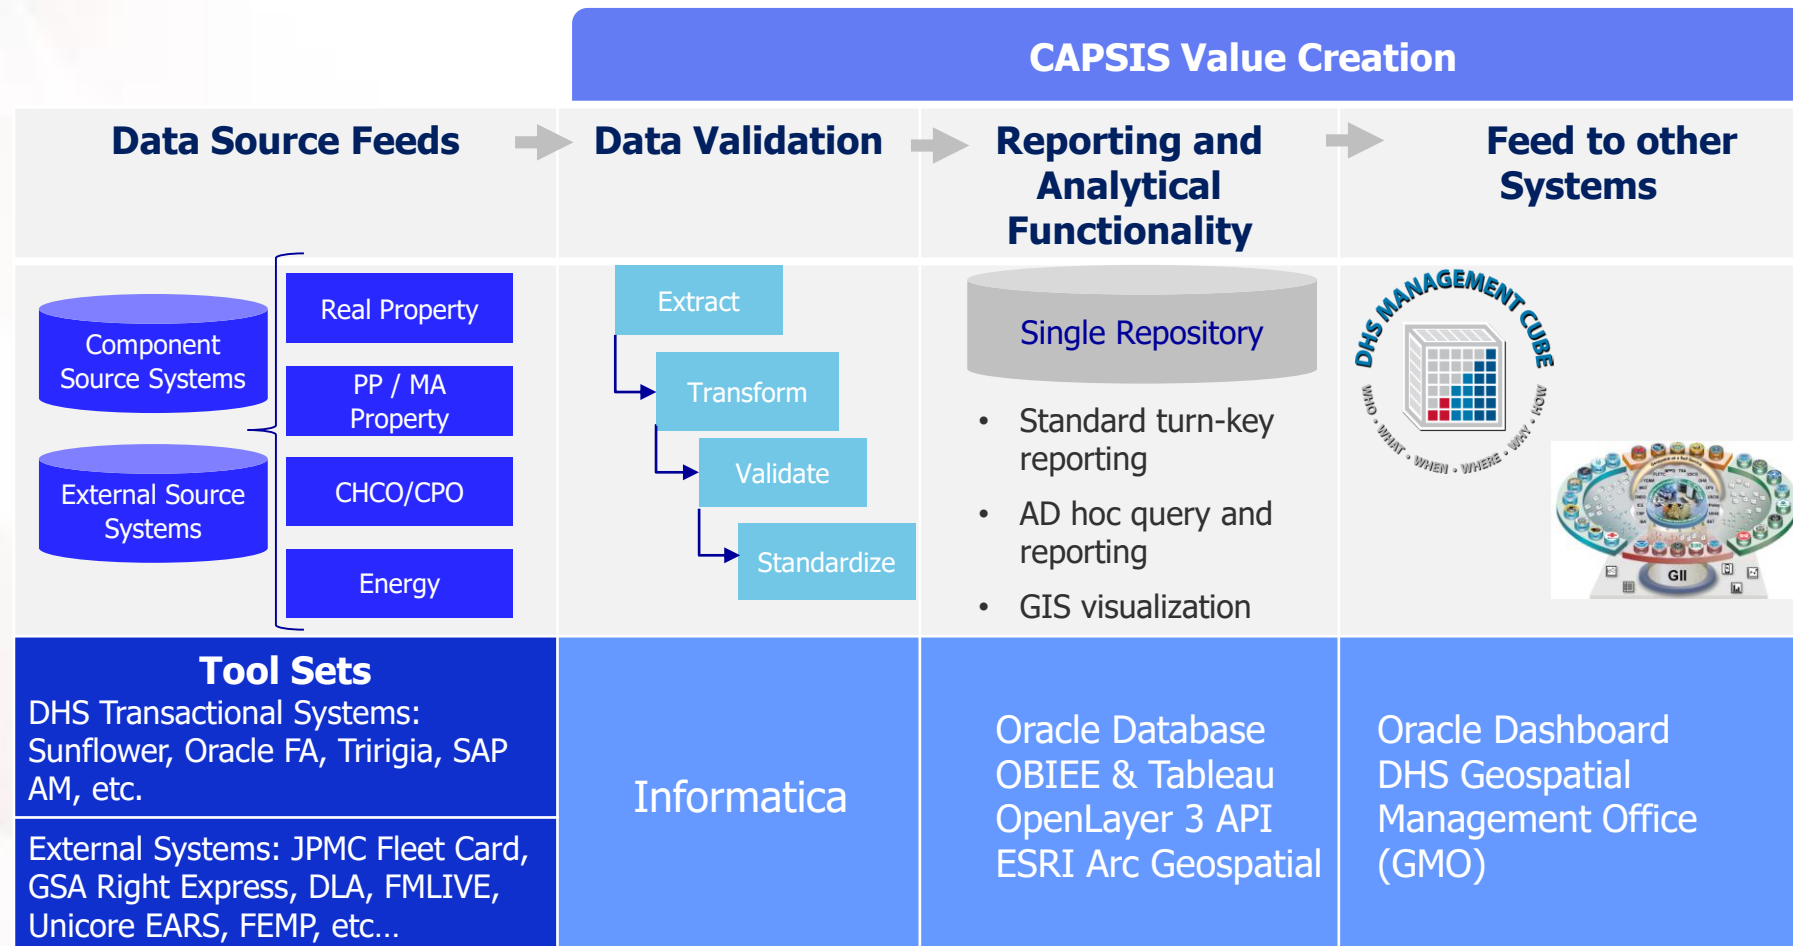 CAPSIS Value Creation
Data Source Feeds
Data Validation
Reporting and
Analytical
Functionality
Feed to other
Systems
Component
Source Systems
External Source
Systems
Real Property
PP / MA
Property
CHCO/CPO
Energy
Extract
Transform
Validate
Standardize
Single Repository
• Standard turn-key
reporting
• AD hoc query and
reporting
• GIS visualization
DHS MANAGEMENT CUBE
WHO • WHAT • WHEN • WHERE • WHY • HOW
GII
Tool Sets
DHS Transactional Systems:
Sunflower, Oracle FA, Tririgia, SAP
AM, etc.
External Systems: JPMC Fleet Card,
GSA Right Express, DLA, FMLIVE,
Unicore EARS, FEMP, etc...
Informatica
Oracle Database
OBIEE & Tableau
OpenLayer 3 API
ESRI Arc Geospatial
Oracle Dashboard
DHS Geospatial
Management Office
(GMO)